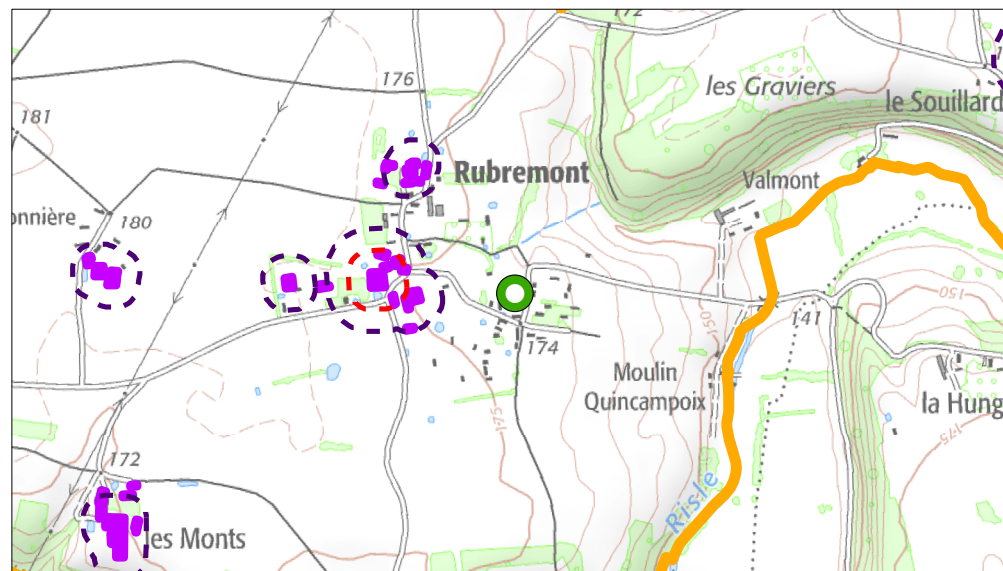 172
176
les Graviers
le Souillard
181
Rubremont
Valmont
onnière
180
150
141
150
174
Moulin
Quincampoix
la Hung
175
175
172
les Monts
Risle